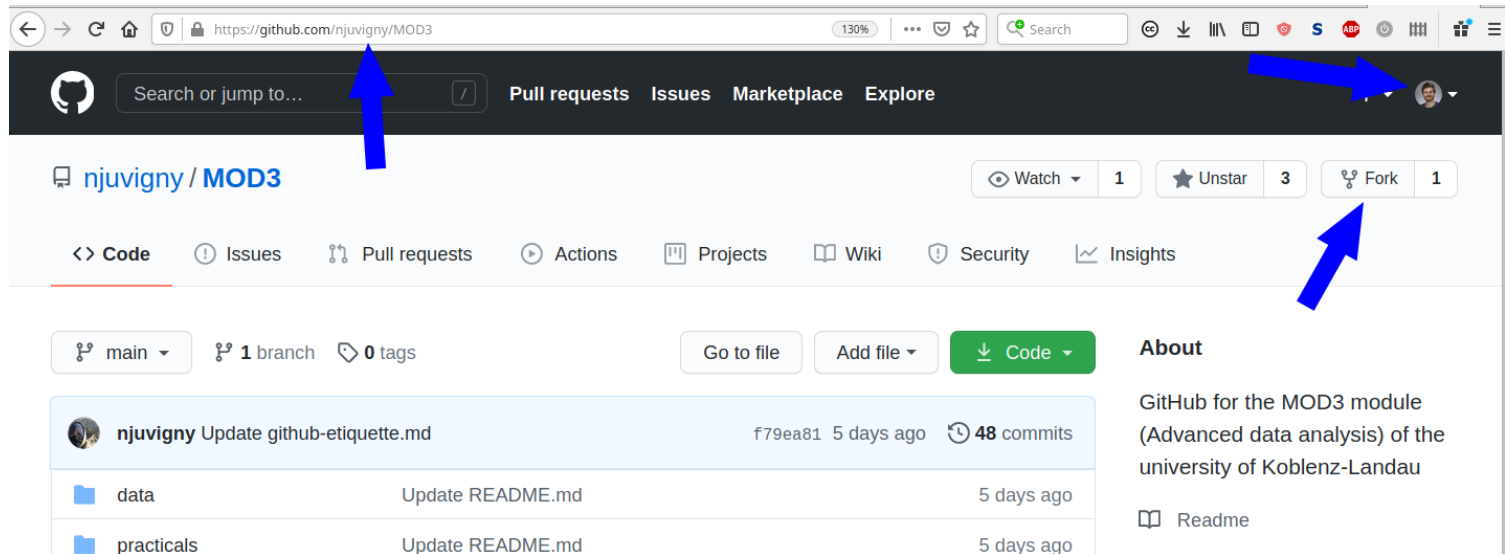 https://github.com/njuvigny/MOD3 130% Search
Search or jump to... / Pull requests Issues Marketplace Explore
njuvigny / MOD3 Watch 1 Unstar 3 Fork 1
Code Issues Pull requests Actions Projects Wiki Security Insights
main 1 branch 0 tags Go to file Add file Code About
GitHub for the MOD3 module
(Advanced data analysis) of the
university of Koblenz-Landau
njuvigny Update github-etiquette.md f79ea81 5 days ago 48 commits
data Update README.md 5 days ago
Readme
practicals Update README.md 5 days ago